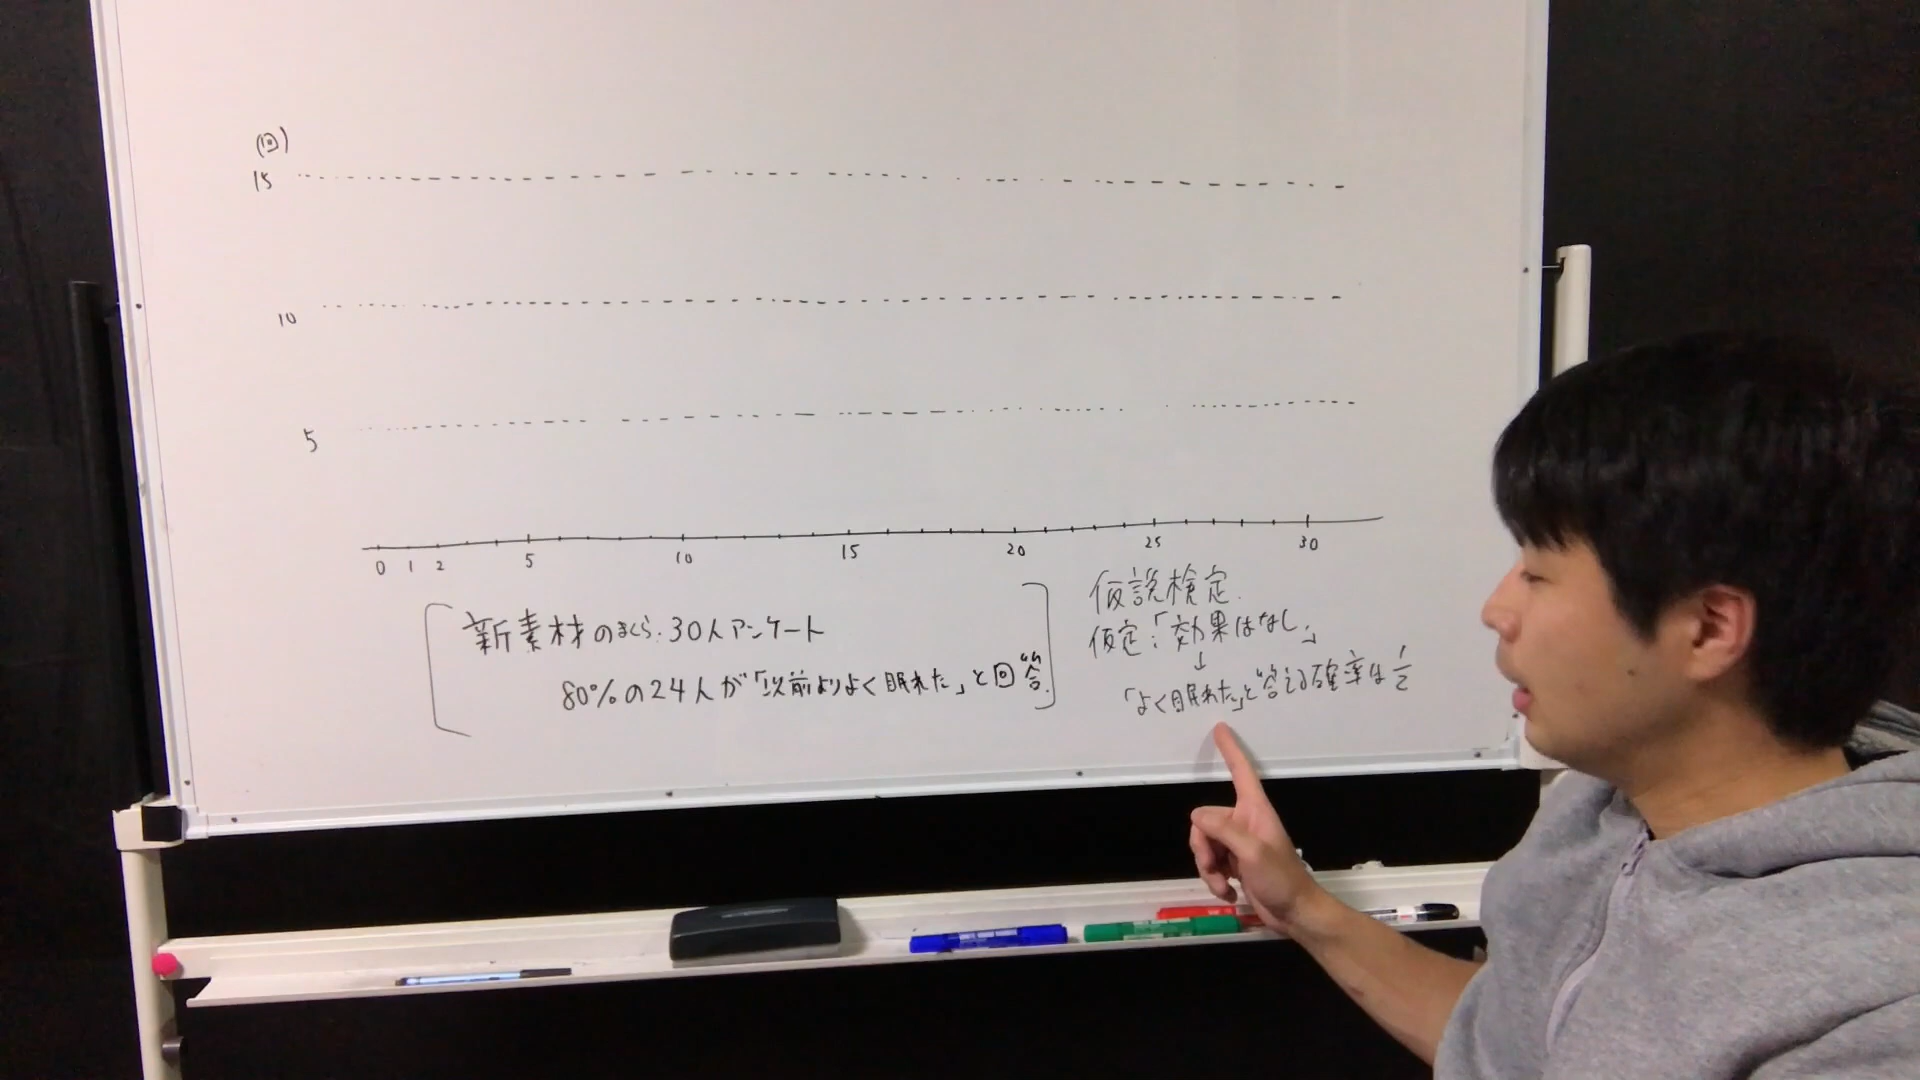 (回)
15
10
5
0 1 2 5 10 15 20 25 30
新素材のまくら.30人アンケート
80%の24人が「以前よりよく眠れた」と回答.
仮説検定.
仮定:「効果はなし」
↓
「よく眠れた」と答える確率は1/2